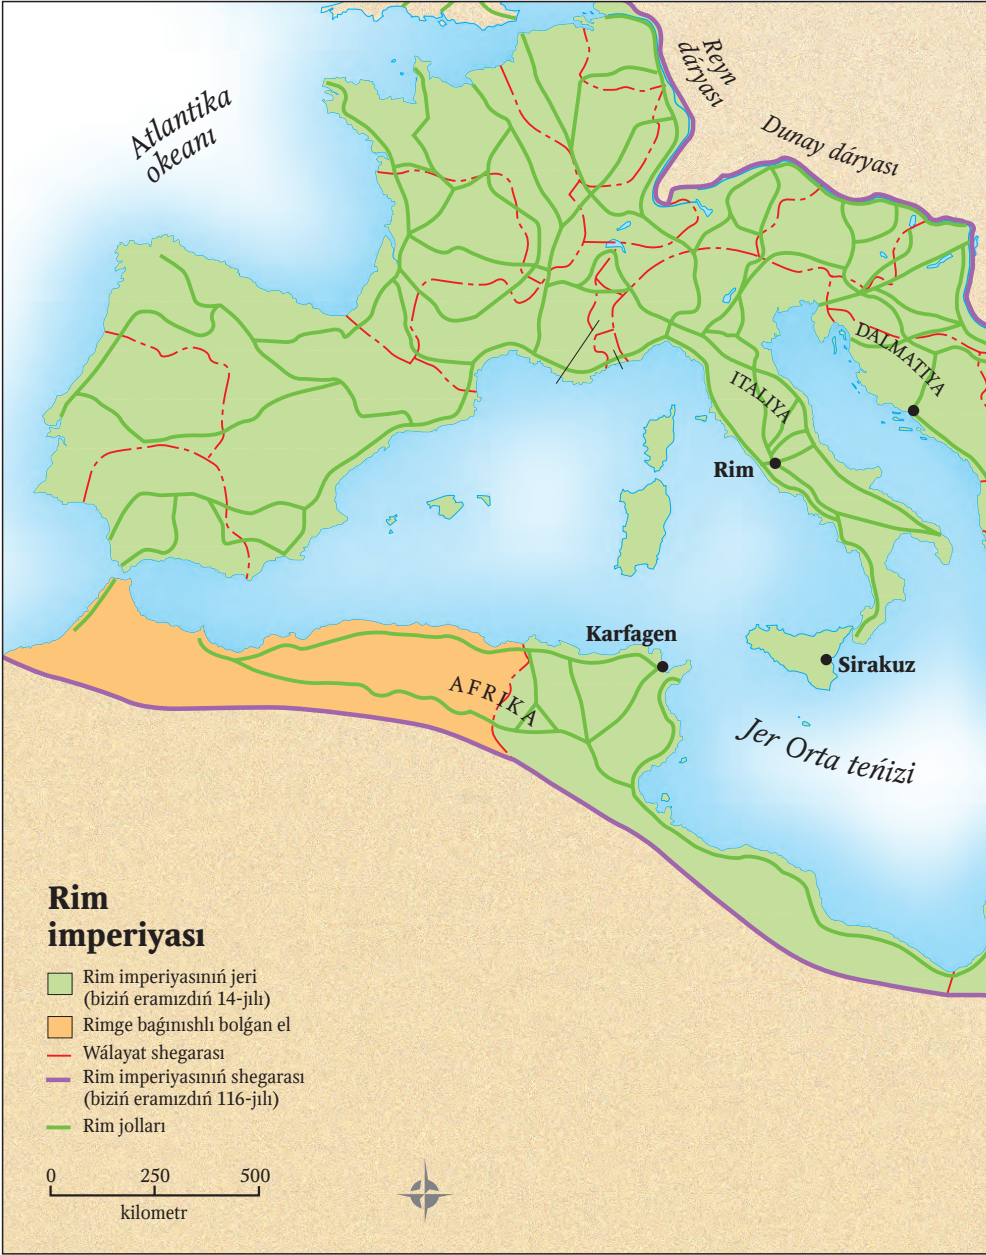 Atlantika
okeanı
Reyn
dáryası
Dunay dáryası
DALMATIYA
ITALIYA
Rim
Karfagen
Sirakuz
AFRIKA
Jer Orta teńizi
Rim
imperiyası
Rim imperiyasınıń jeri
(biziń eramızdıń 14-jılı)
Rimge baǵınıshlı bolǵan el
Wálayat shegarası
Rim imperiyasınıń shegarası
(biziń eramızdıń 116-jılı)
Rim jolları
0 250 500
kilometr